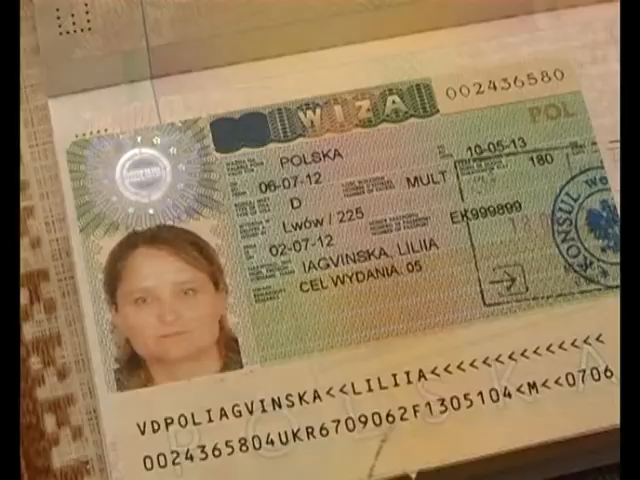 WIZA
002436580
POL
POLSKA
06-07-12
10-05-13
D
MULT
180
Lwów / 225
EK999899
02-07-12
IAGVINSKA, LILIIA
CEL WYDANIA: 05
KONSUL
VDPOLIAGVINSKA<<LILIIA<<<<<<<<<<<<<<
0024365804UKR6709062F1305104<M<<0706